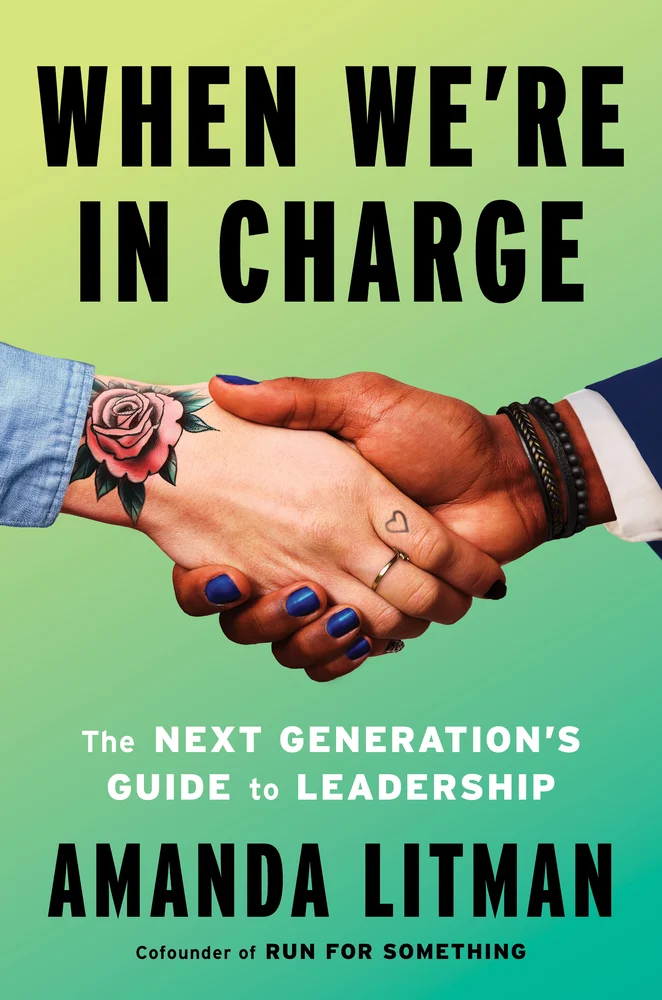 WHEN WE'RE
IN CHARGE
The NEXT GENERATION'S
GUIDE to LEADERSHIP
AMANDA LITMAN
Cofounder of RUN FOR SOMETHING